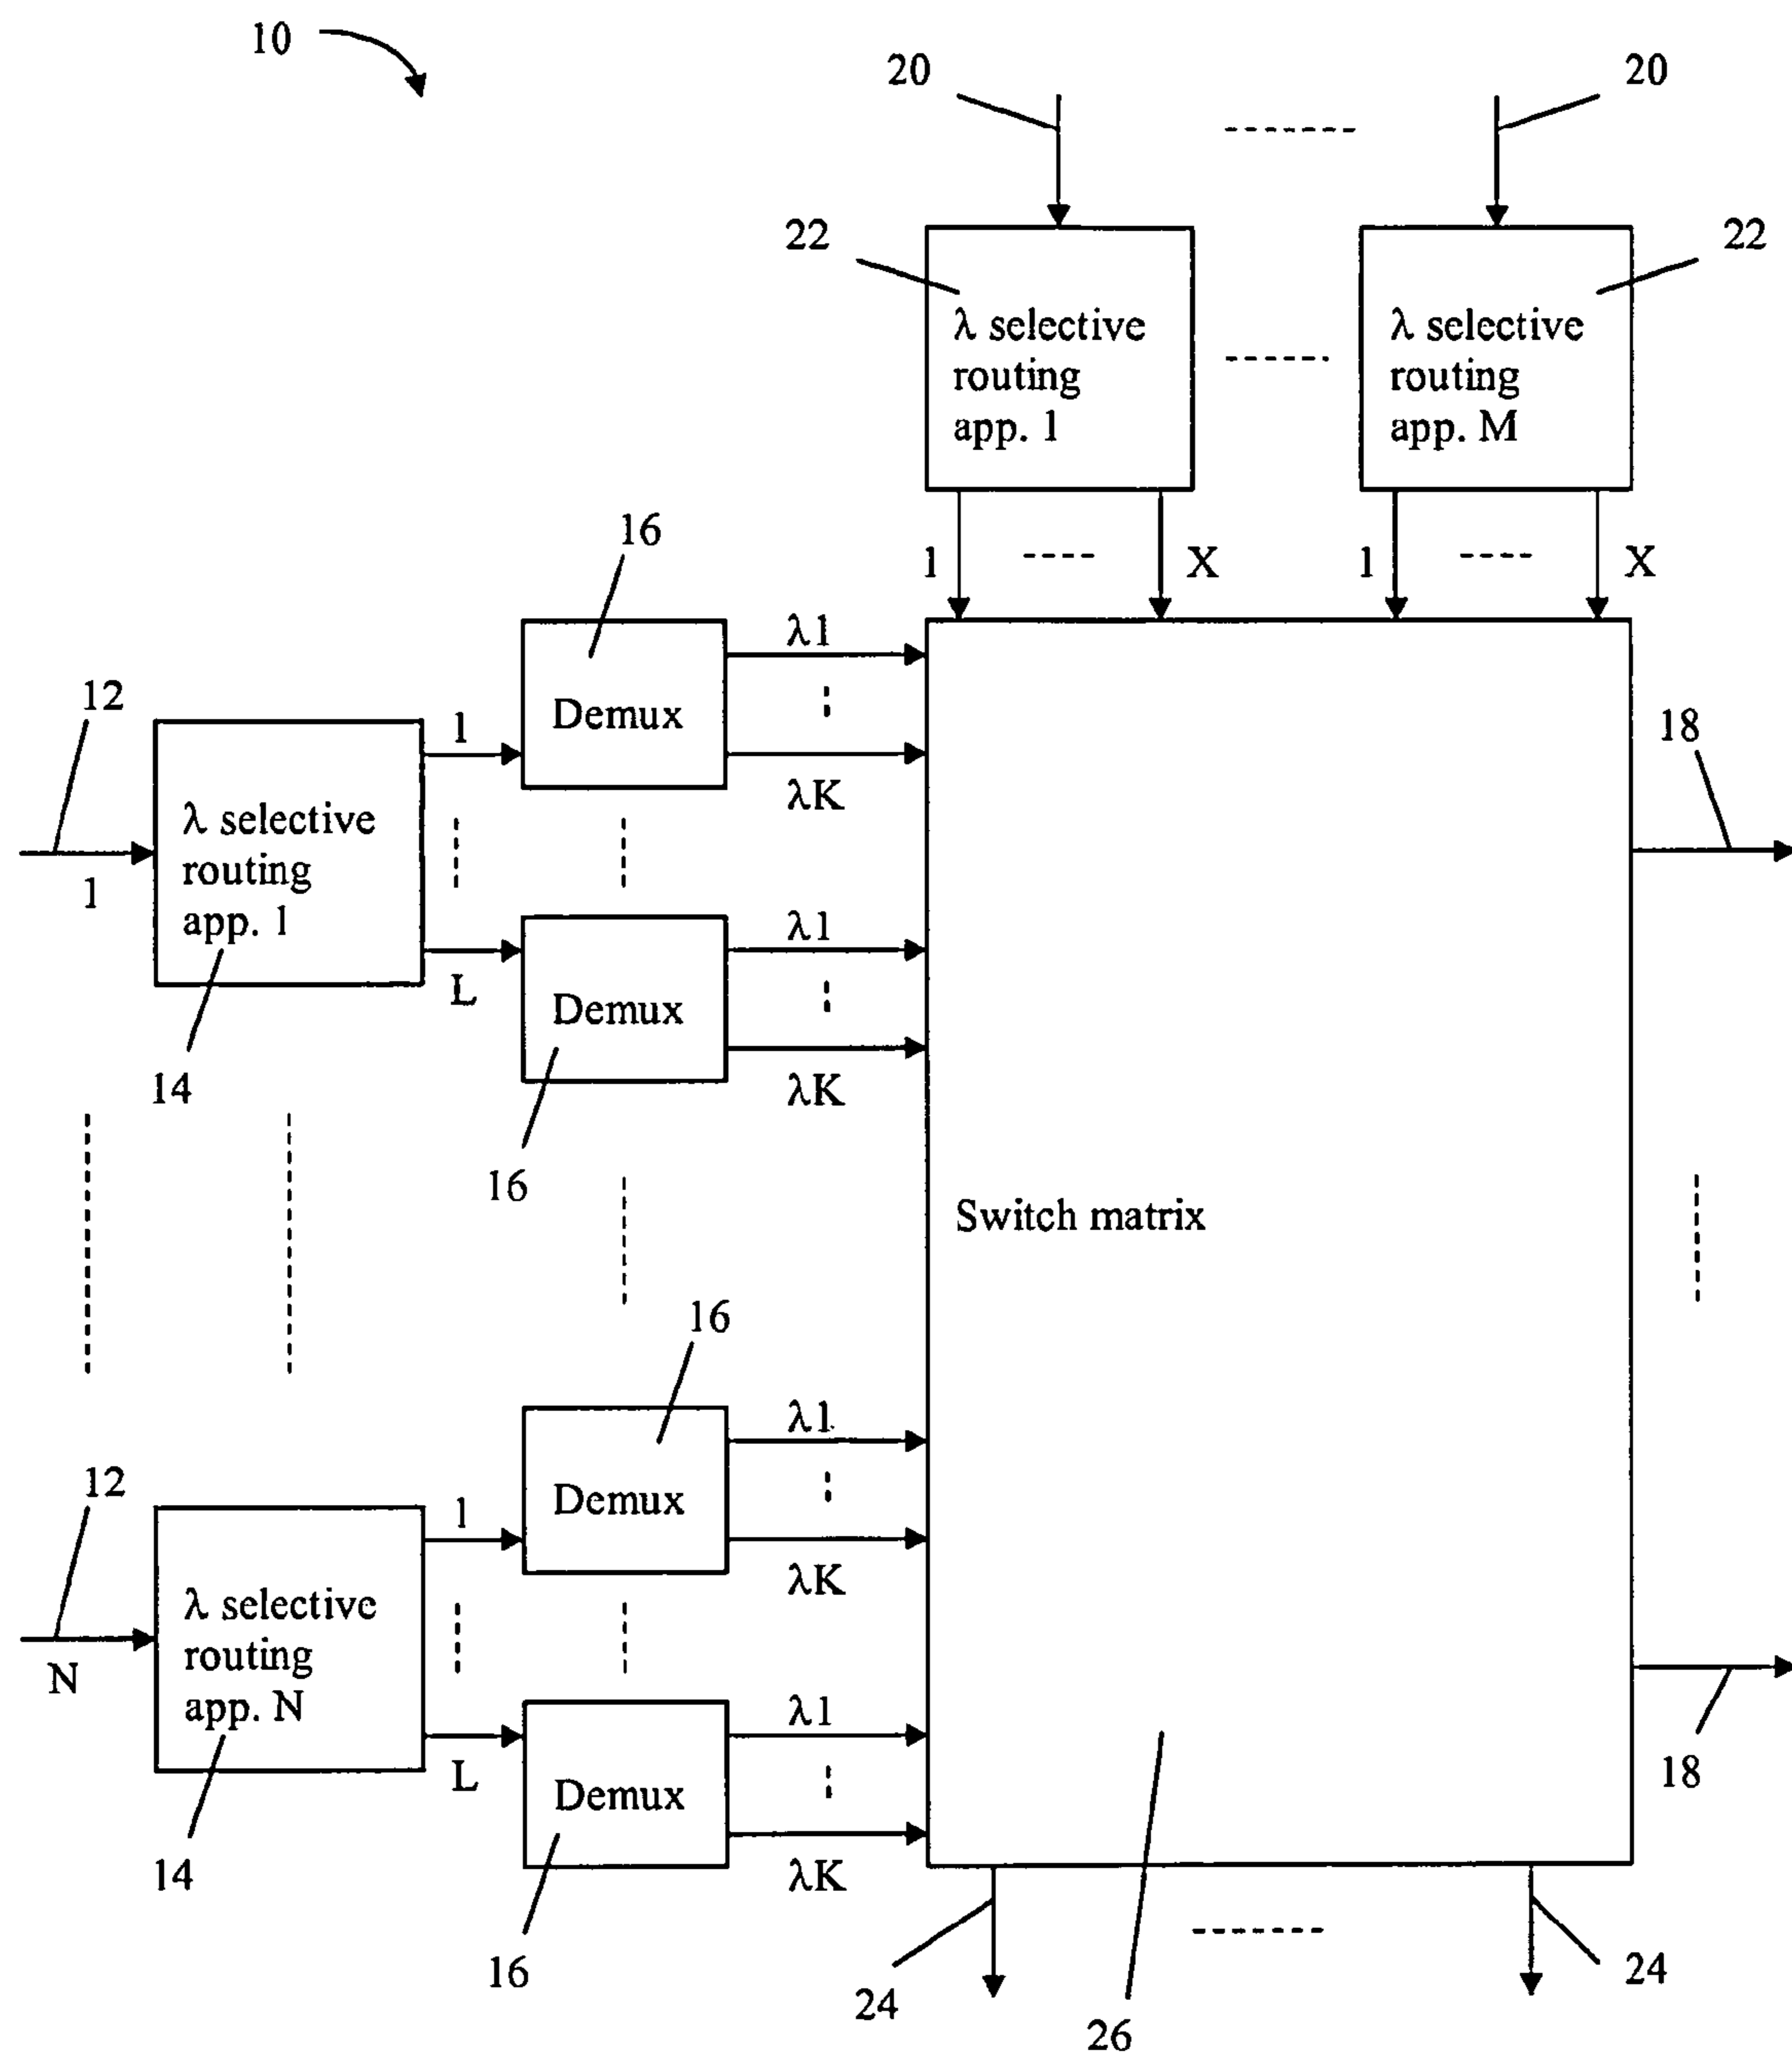 10
20
20
22
22
λ selective
routing
app. 1
λ selective
routing
app. M
1
X
1
X
16
Demux
λ1
λK
12
1
λ selective
routing
app. 1
1
L
14
Demux
λ1
λK
16
18
Switch matrix
16
Demux
λ1
λK
12
N
λ selective
routing
app. N
1
L
14
Demux
λ1
λK
16
18
24
26
24